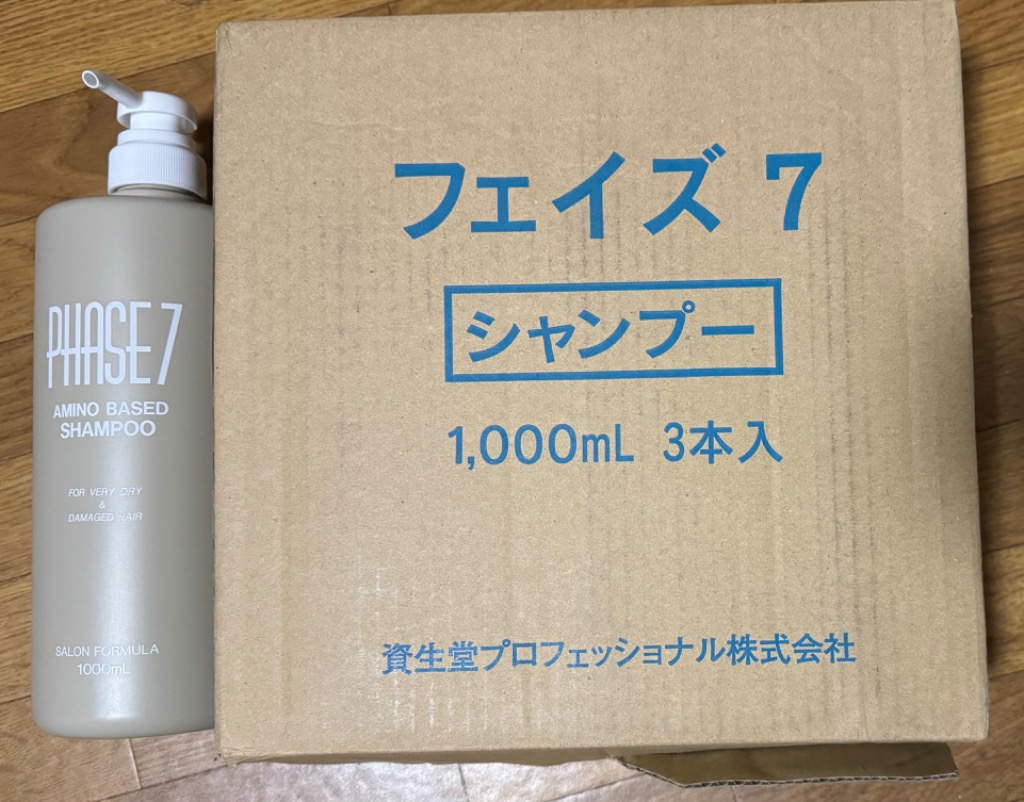 PHASE 7
AMINO BASED
SHAMPOO
FOR VERY DRY
&
DAMAGED HAIR
SALON FORMULA
1000mL
フェイズ 7
シャンプー
1,000mL 3本入
資生堂プロフェッショナル株式会社